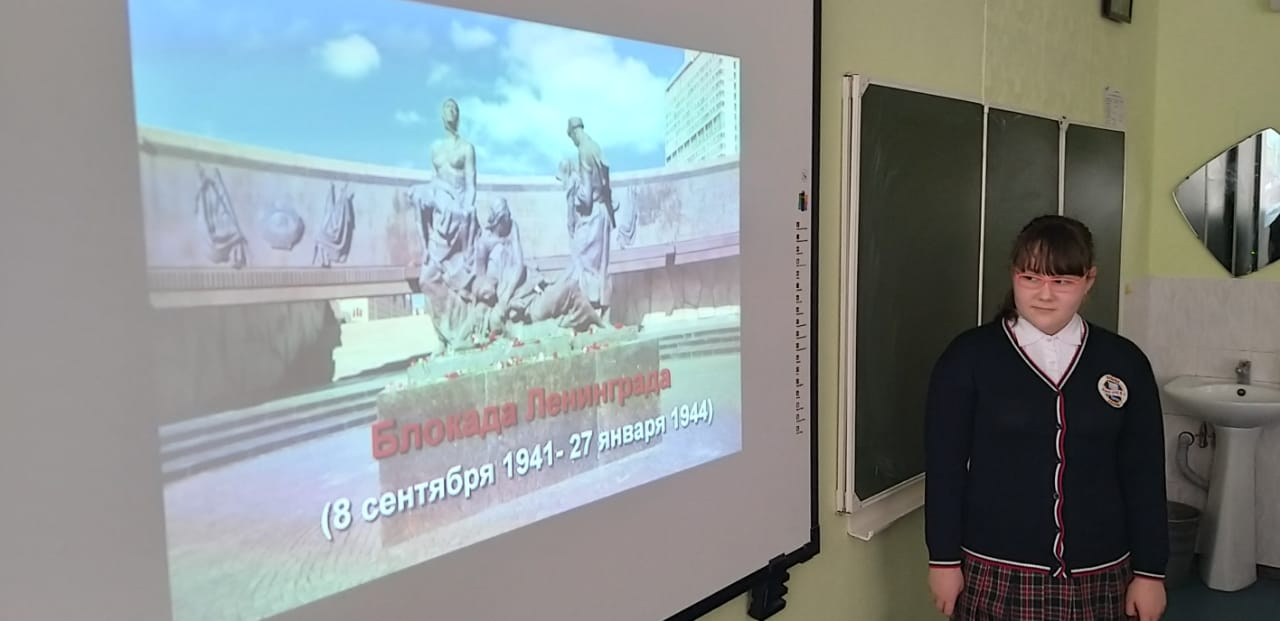 Блокада Ленинграда
(8 сентября 1941- 27 января 1944)